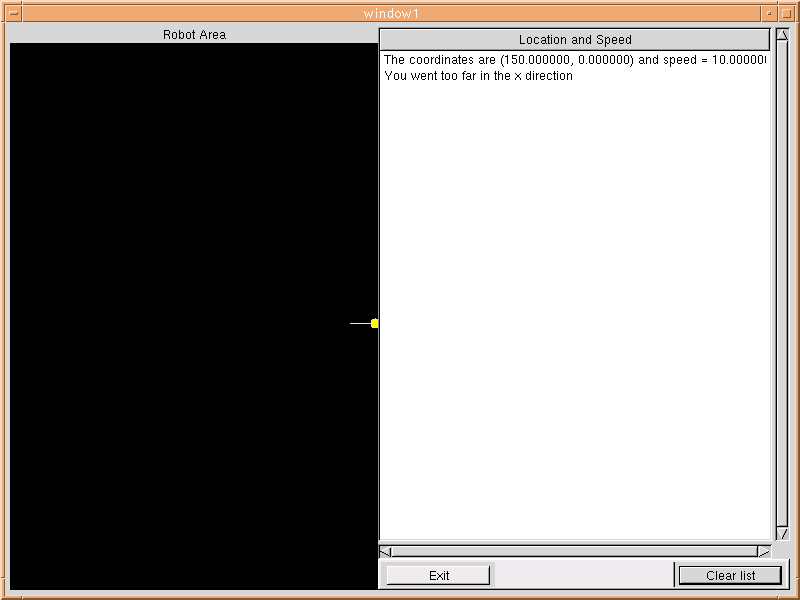 window1
Robot Area
Location and Speed
The coordinates are (150.000000, 0.000000) and speed = 10.00000
You went too far in the x direction
Exit
Clear list